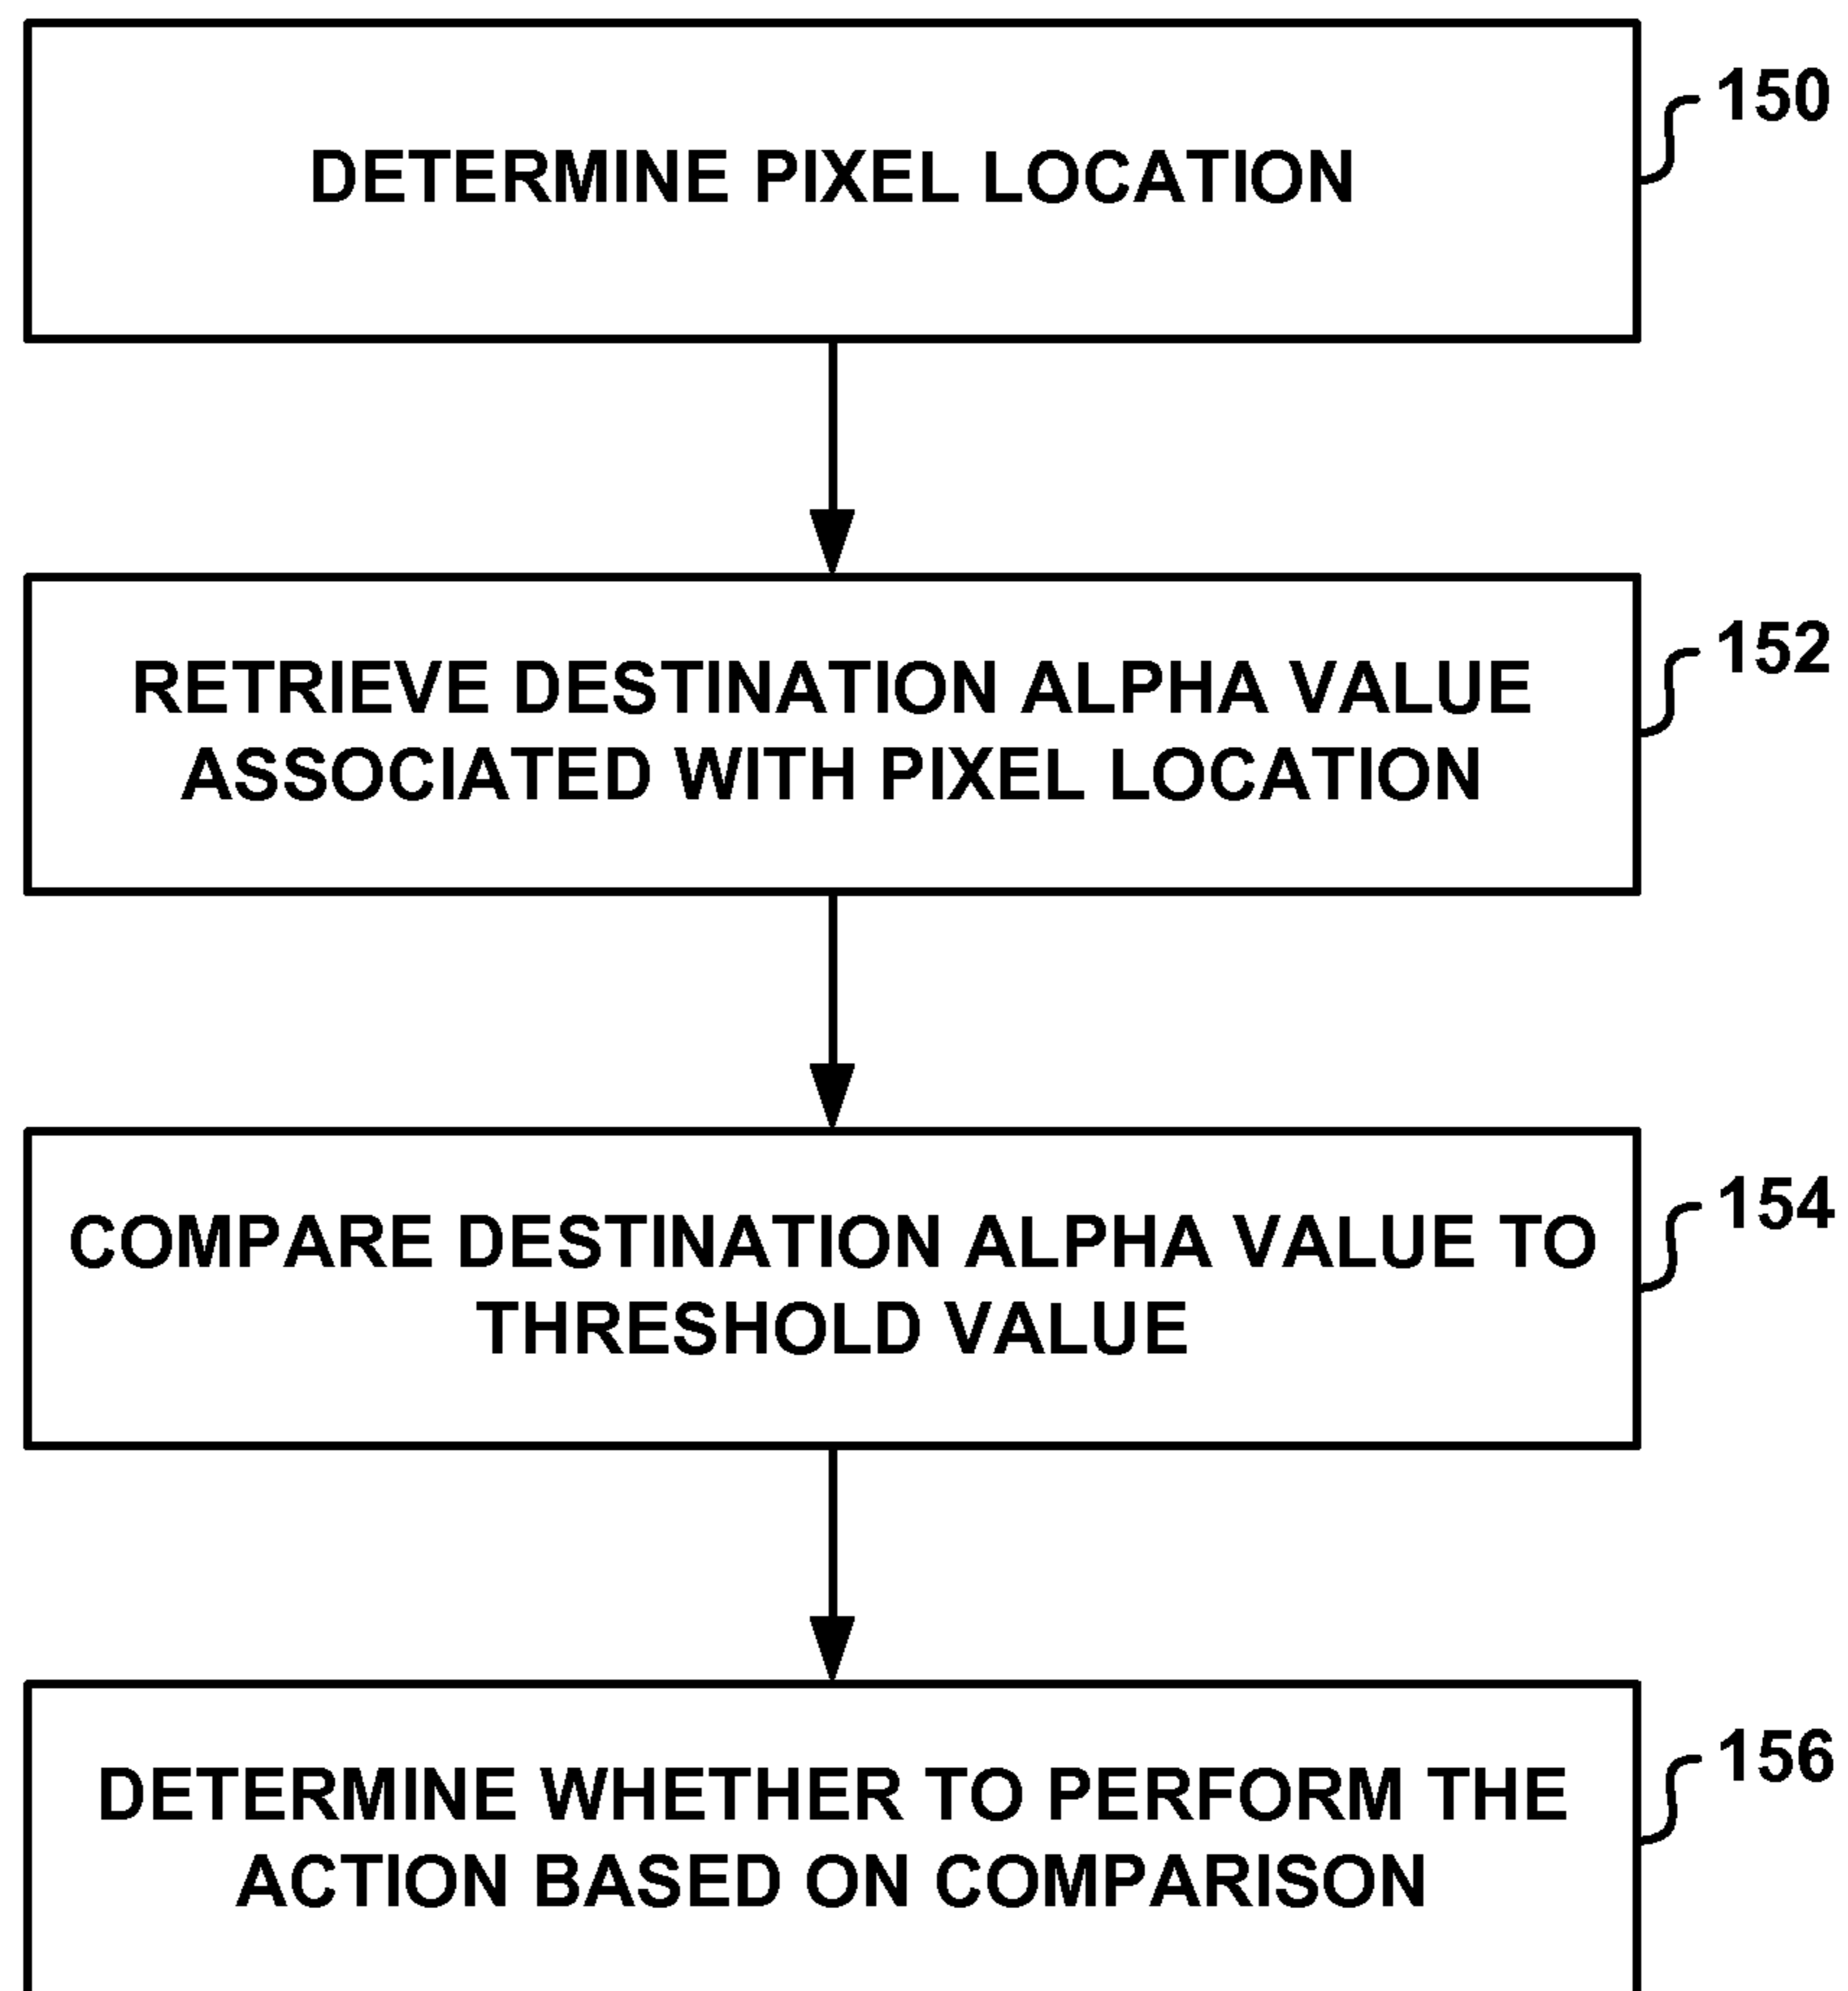 150
DETERMINE PIXEL LOCATION
152
RETRIEVE DESTINATION ALPHA VALUE
ASSOCIATED WITH PIXEL LOCATION
154
COMPARE DESTINATION ALPHA VALUE TO
THRESHOLD VALUE
156
DETERMINE WHETHER TO PERFORM THE
ACTION BASED ON COMPARISON